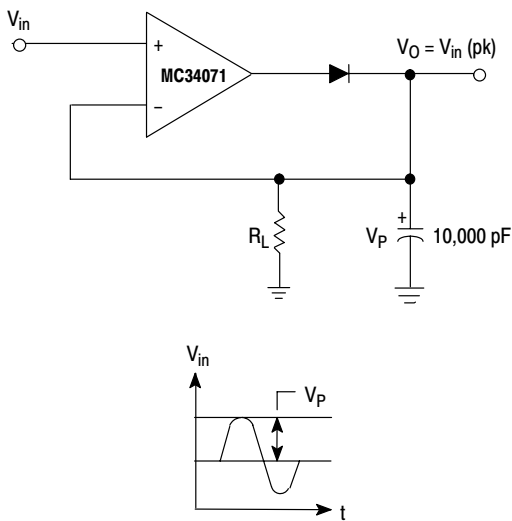 Vin
+
MC34071
−
VO = Vin (pk)
RL
+
VP
10,000 pF
Vin
VP
t